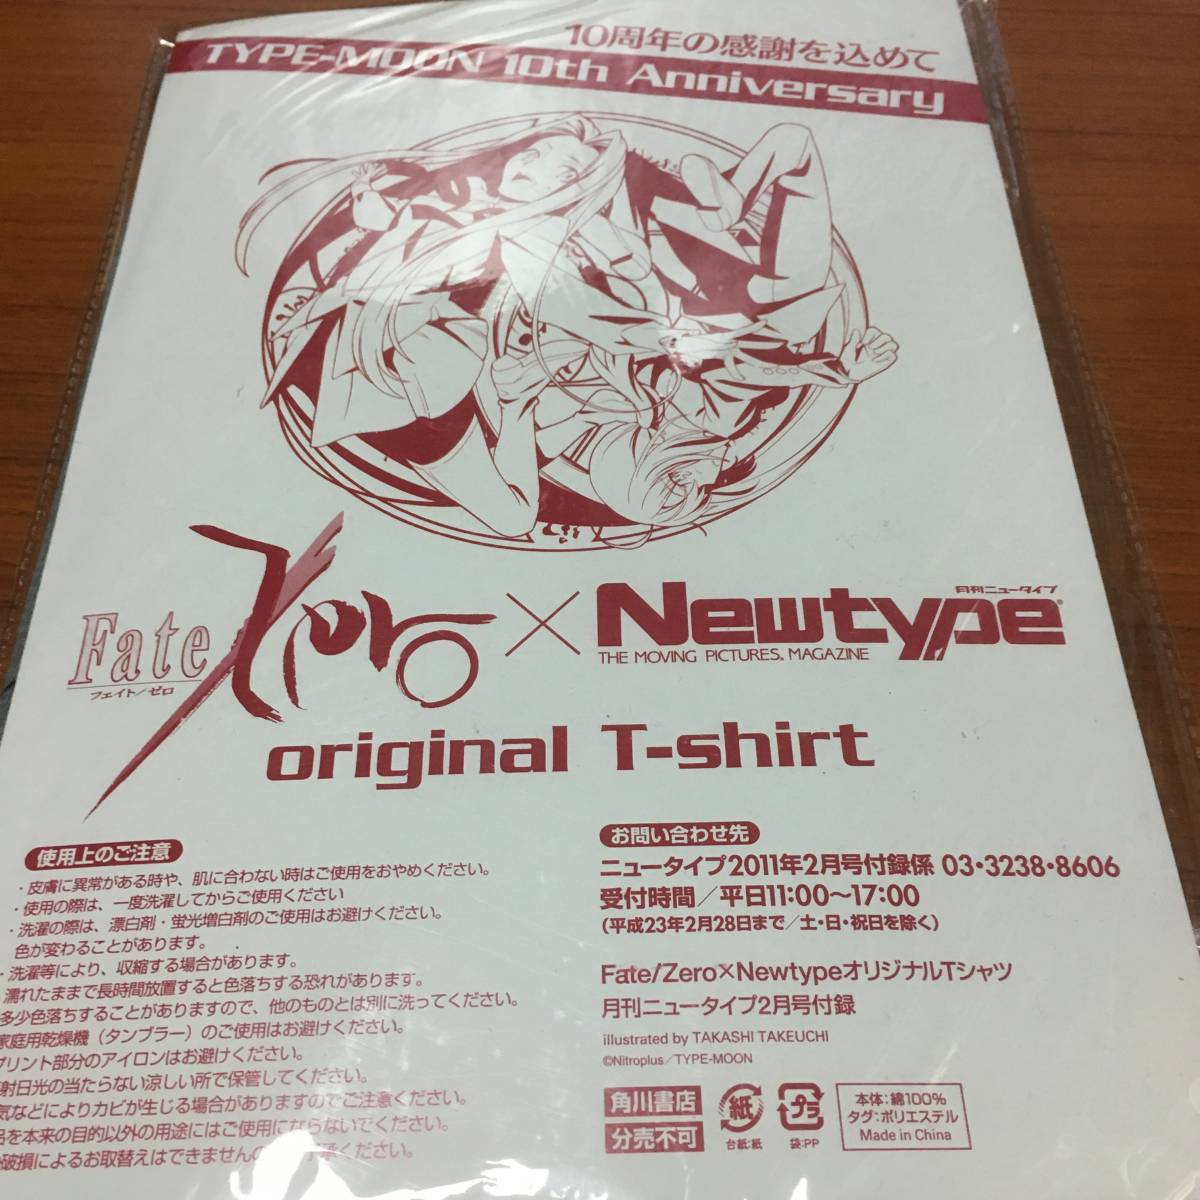 10周年の感謝を込めて
TYPE-MOON 10th Anniversary
Fate/Zero
フェイト/ゼロ
×
月刊ニュータイプ
Newtype
THE MOVING PICTURES. MAGAZINE
original T-shirt
使用上のご注意
・皮膚に異常がある時や、肌に合わない時はご使用をおやめください。
・使用の際は、一度洗濯してからご使用ください
・洗濯の際は、漂白剤・蛍光増白剤のご使用はお避けください。
色が変わることがあります。
・洗濯等により、収縮する場合があります。
濡れたままで長時間放置すると色落ちする恐れがあります。
多少色落ちすることがありますので、他のものとは別に洗ってください。
家庭用乾燥機（タンブラー）のご使用はお避けください。
プリント部分のアイロンはお避けください。
射日光の当たらない涼しい所で保管してください。
気などによりカビが生じる場合がありますのでご注意ください。
品を本来の目的以外の用途にはご使用にならないでください。
破損によるお取替えはできません
お問い合わせ先
ニュータイプ2011年2月号付録係 03・3238・8606
受付時間/平日11:00〜17:00
(平成23年2月28日まで/土・日・祝日を除く)
Fate/Zero×NewtypeオリジナルTシャツ
月刊ニュータイプ2月号付録
illustrated by TAKASHI TAKEUCHI
©Nitroplus/TYPE-MOON
角川書店
分売不可
紙
台紙:紙
プラ
袋:PP
本体:綿100%
タグ:ポリエステル
Made in China